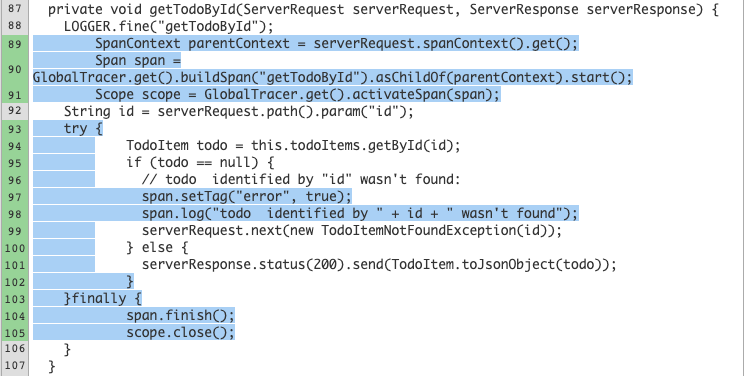 87 private void getTodoById(ServerRequest serverRequest, ServerResponse serverResponse) {
88 LOGGER.fine("getTodoById");
89 SpanContext parentContext = serverRequest.spanContext().get();
90 Span span =
GlobalTracer.get().buildSpan("getTodoById").asChildOf(parentContext).start();
91 Scope scope = GlobalTracer.get().activateSpan(span);
92 String id = serverRequest.path().param("id");
93 try {
94 TodoItem todo = this.todoItems.getById(id);
95 if (todo == null) {
96 // todo  identified by "id" wasn't found:
97 span.setTag("error", true);
98 span.log("todo  identified by " + id + " wasn't found");
99 serverRequest.next(new TodoItemNotFoundException(id));
100 } else {
101 serverResponse.status(200).send(TodoItem.toJsonObject(todo));
102 }
103 }finally {
104 span.finish();
105 scope.close();
106 }
107 }